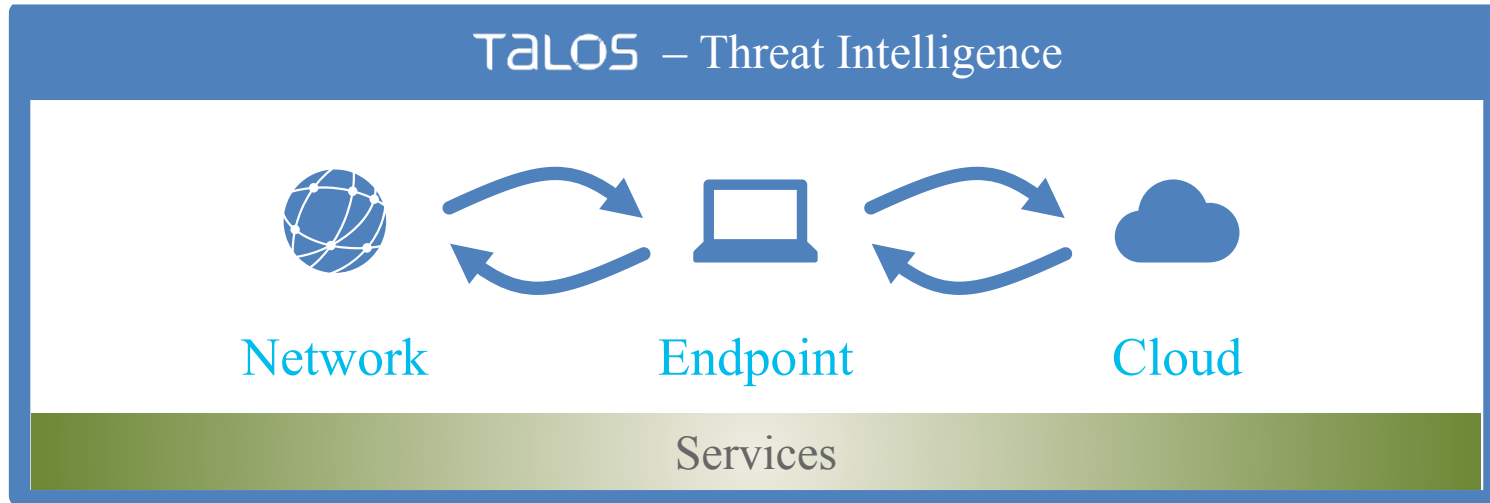 TALOS – Threat Intelligence
Network Endpoint Cloud
Services